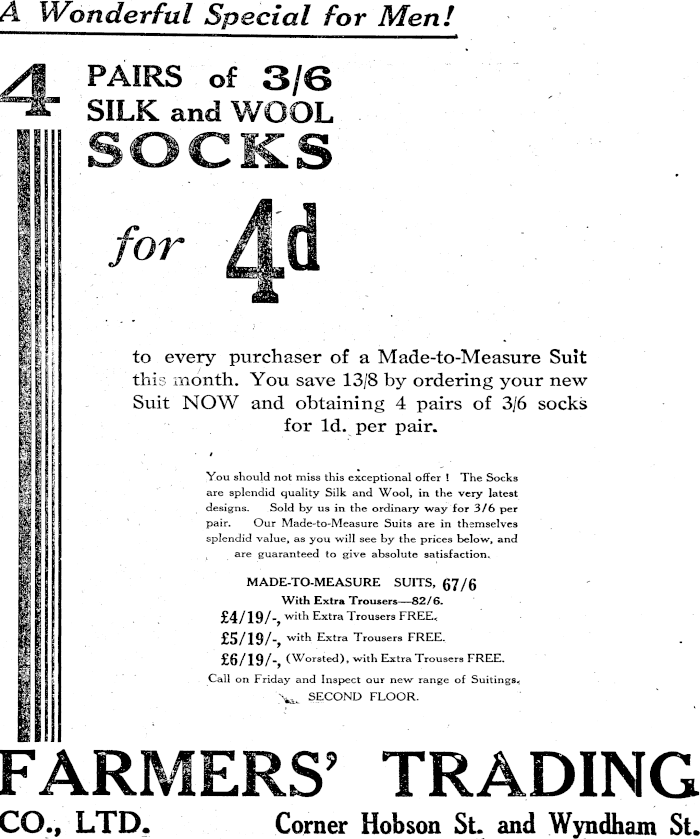 A Wonderful Special for Men!
4 PAIRS of 3/6
SILK and WOOL
SOCKS
for 4d
to every purchaser of a Made-to-Measure Suit
this month. You save 13/8 by ordering your new
Suit NOW and obtaining 4 pairs of 3/6 socks
for 1d. per pair.
You should not miss this exceptional offer ! The Socks
are splendid quality Silk and Wool, in the very latest
designs. Sold by us in the ordinary way for 3/6 per
pair. Our Made-to-Measure Suits are in themselves
splendid value, as you will see by the prices below, and
are guaranteed to give absolute satisfaction.
MADE-TO-MEASURE SUITS, 67/6
With Extra Trousers—82/6.
£4/19/-, with Extra Trousers FREE.
£5/19/-, with Extra Trousers FREE.
£6/19/-, (Worsted), with Extra Trousers FREE.
Call on Friday and Inspect our new range of Suitings.
SECOND FLOOR.
FARMERS' TRADING
CO., LTD. Corner Hobson St. and Wyndham St.